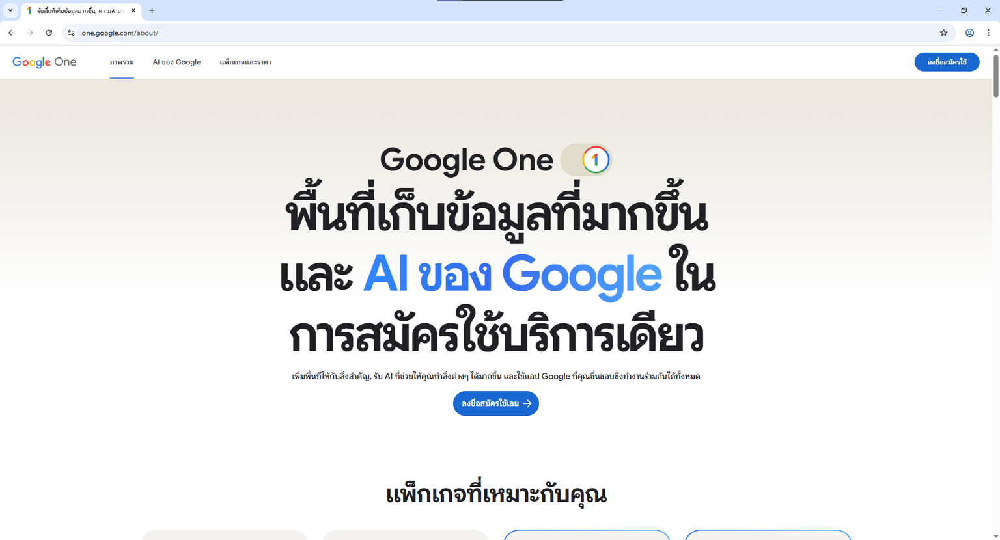 รับพื้นที่เก็บข้อมูลมากขึ้น, ความสามา
one.google.com/about/
Google One
ภาพรวม
AI ของ Google
แพ็กเกจและราคา
ลงชื่อสมัครใช้
Google One
พื้นที่เก็บข้อมูลที่มากขึ้น
และ AI ของ Google ใน
การสมัครใช้บริการเดียว
เพิ่มพื้นที่ให้กับสิ่งสำคัญ, รับ AI ที่ช่วยให้คุณทำสิ่งต่างๆ ได้มากขึ้น และใช้แอป Google ที่คุณชื่นชอบซึ่งทำงานร่วมกันได้ทั้งหมด
ลงชื่อสมัครใช้เลย
แพ็กเกจที่เหมาะกับคุณ